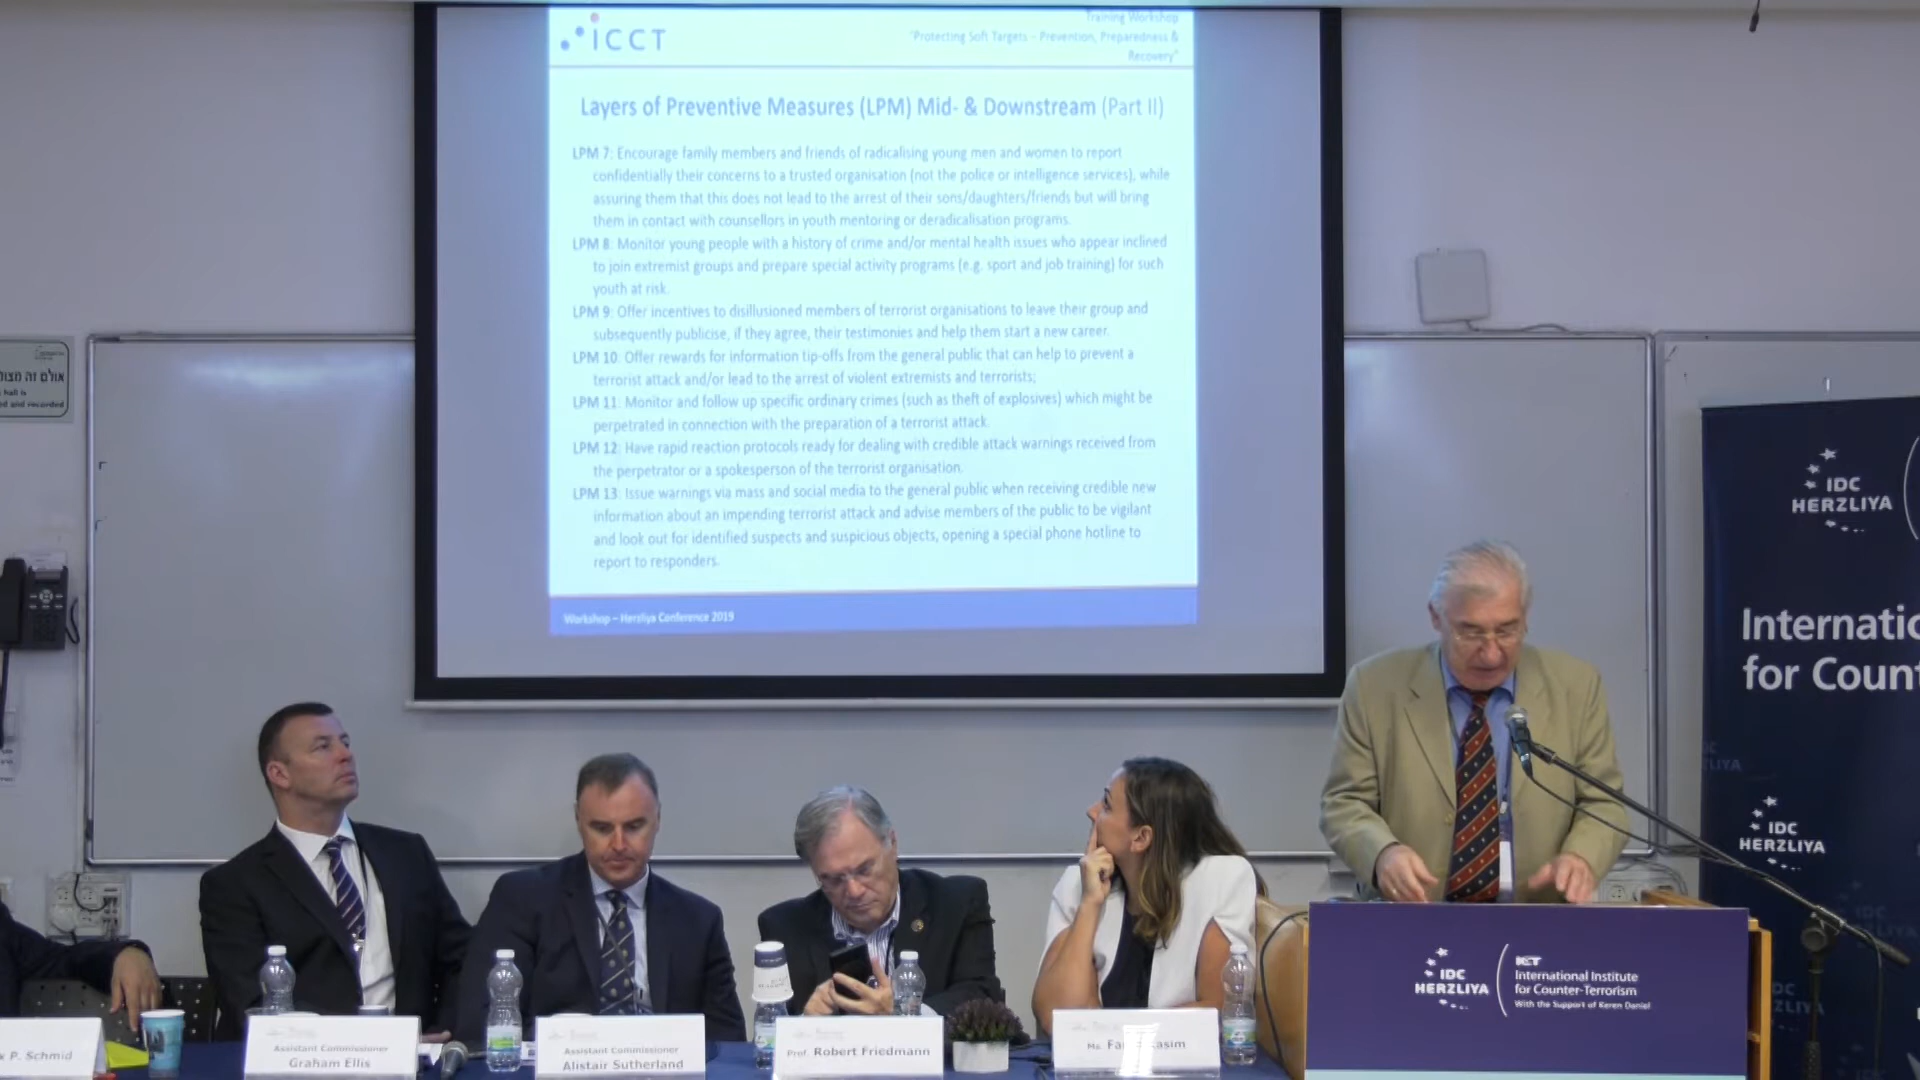 ICCT
Training Workshop
"Protecting Soft Targets – Prevention, Preparedness &
Recovery"
Layers of Preventive Measures (LPM) Mid- & Downstream (Part II)
LPM 7: Encourage family members and friends of radicalising young men and women to report
confidentially their concerns to a trusted organisation (not the police or intelligence services), while
assuring them that this does not lead to the arrest of their sons/daughters/friends but will bring
them in contact with counsellors in youth mentoring or deradicalisation programs.
LPM 8: Monitor young people with a history of crime and/or mental health issues who appear inclined
to join extremist groups and prepare special activity programs (e.g. sport and job training) for such
youth at risk.
LPM 9: Offer incentives to disillusioned members of terrorist organisations to leave their group and
subsequently publicise, if they agree, their testimonies and help them start a new career.
LPM 10: Offer rewards for information tip-offs from the general public that can help to prevent a
terrorist attack and/or lead to the arrest of violent extremists and terrorists;
LPM 11: Monitor and follow up specific ordinary crimes (such as theft of explosives) which might be
perpetrated in connection with the preparation of a terrorist attack.
LPM 12: Have rapid reaction protocols ready for dealing with credible attack warnings received from
the perpetrator or a spokesperson of the terrorist organisation.
LPM 13: Issue warnings via mass and social media to the general public when receiving credible new
information about an impending terrorist attack and advise members of the public to be vigilant
and look out for identified suspects and suspicious objects, opening a special phone hotline to
report to responders.
Workshop – Herzliya Conference 2019
אולם זה
hall is
and recorded
IDC
HERZLIYA
Internatio
for Coun
IDC
HERZLIYA
P. Schmid
Assistant Commissioner
Graham Ellis
Assistant Commissioner
Alistair Sutherland
Prof. Robert Friedmann
Ms.
IDC
HERZLIYA
ICT
International Institute
for Counter-Terrorism
With the Support of Keren Daniel